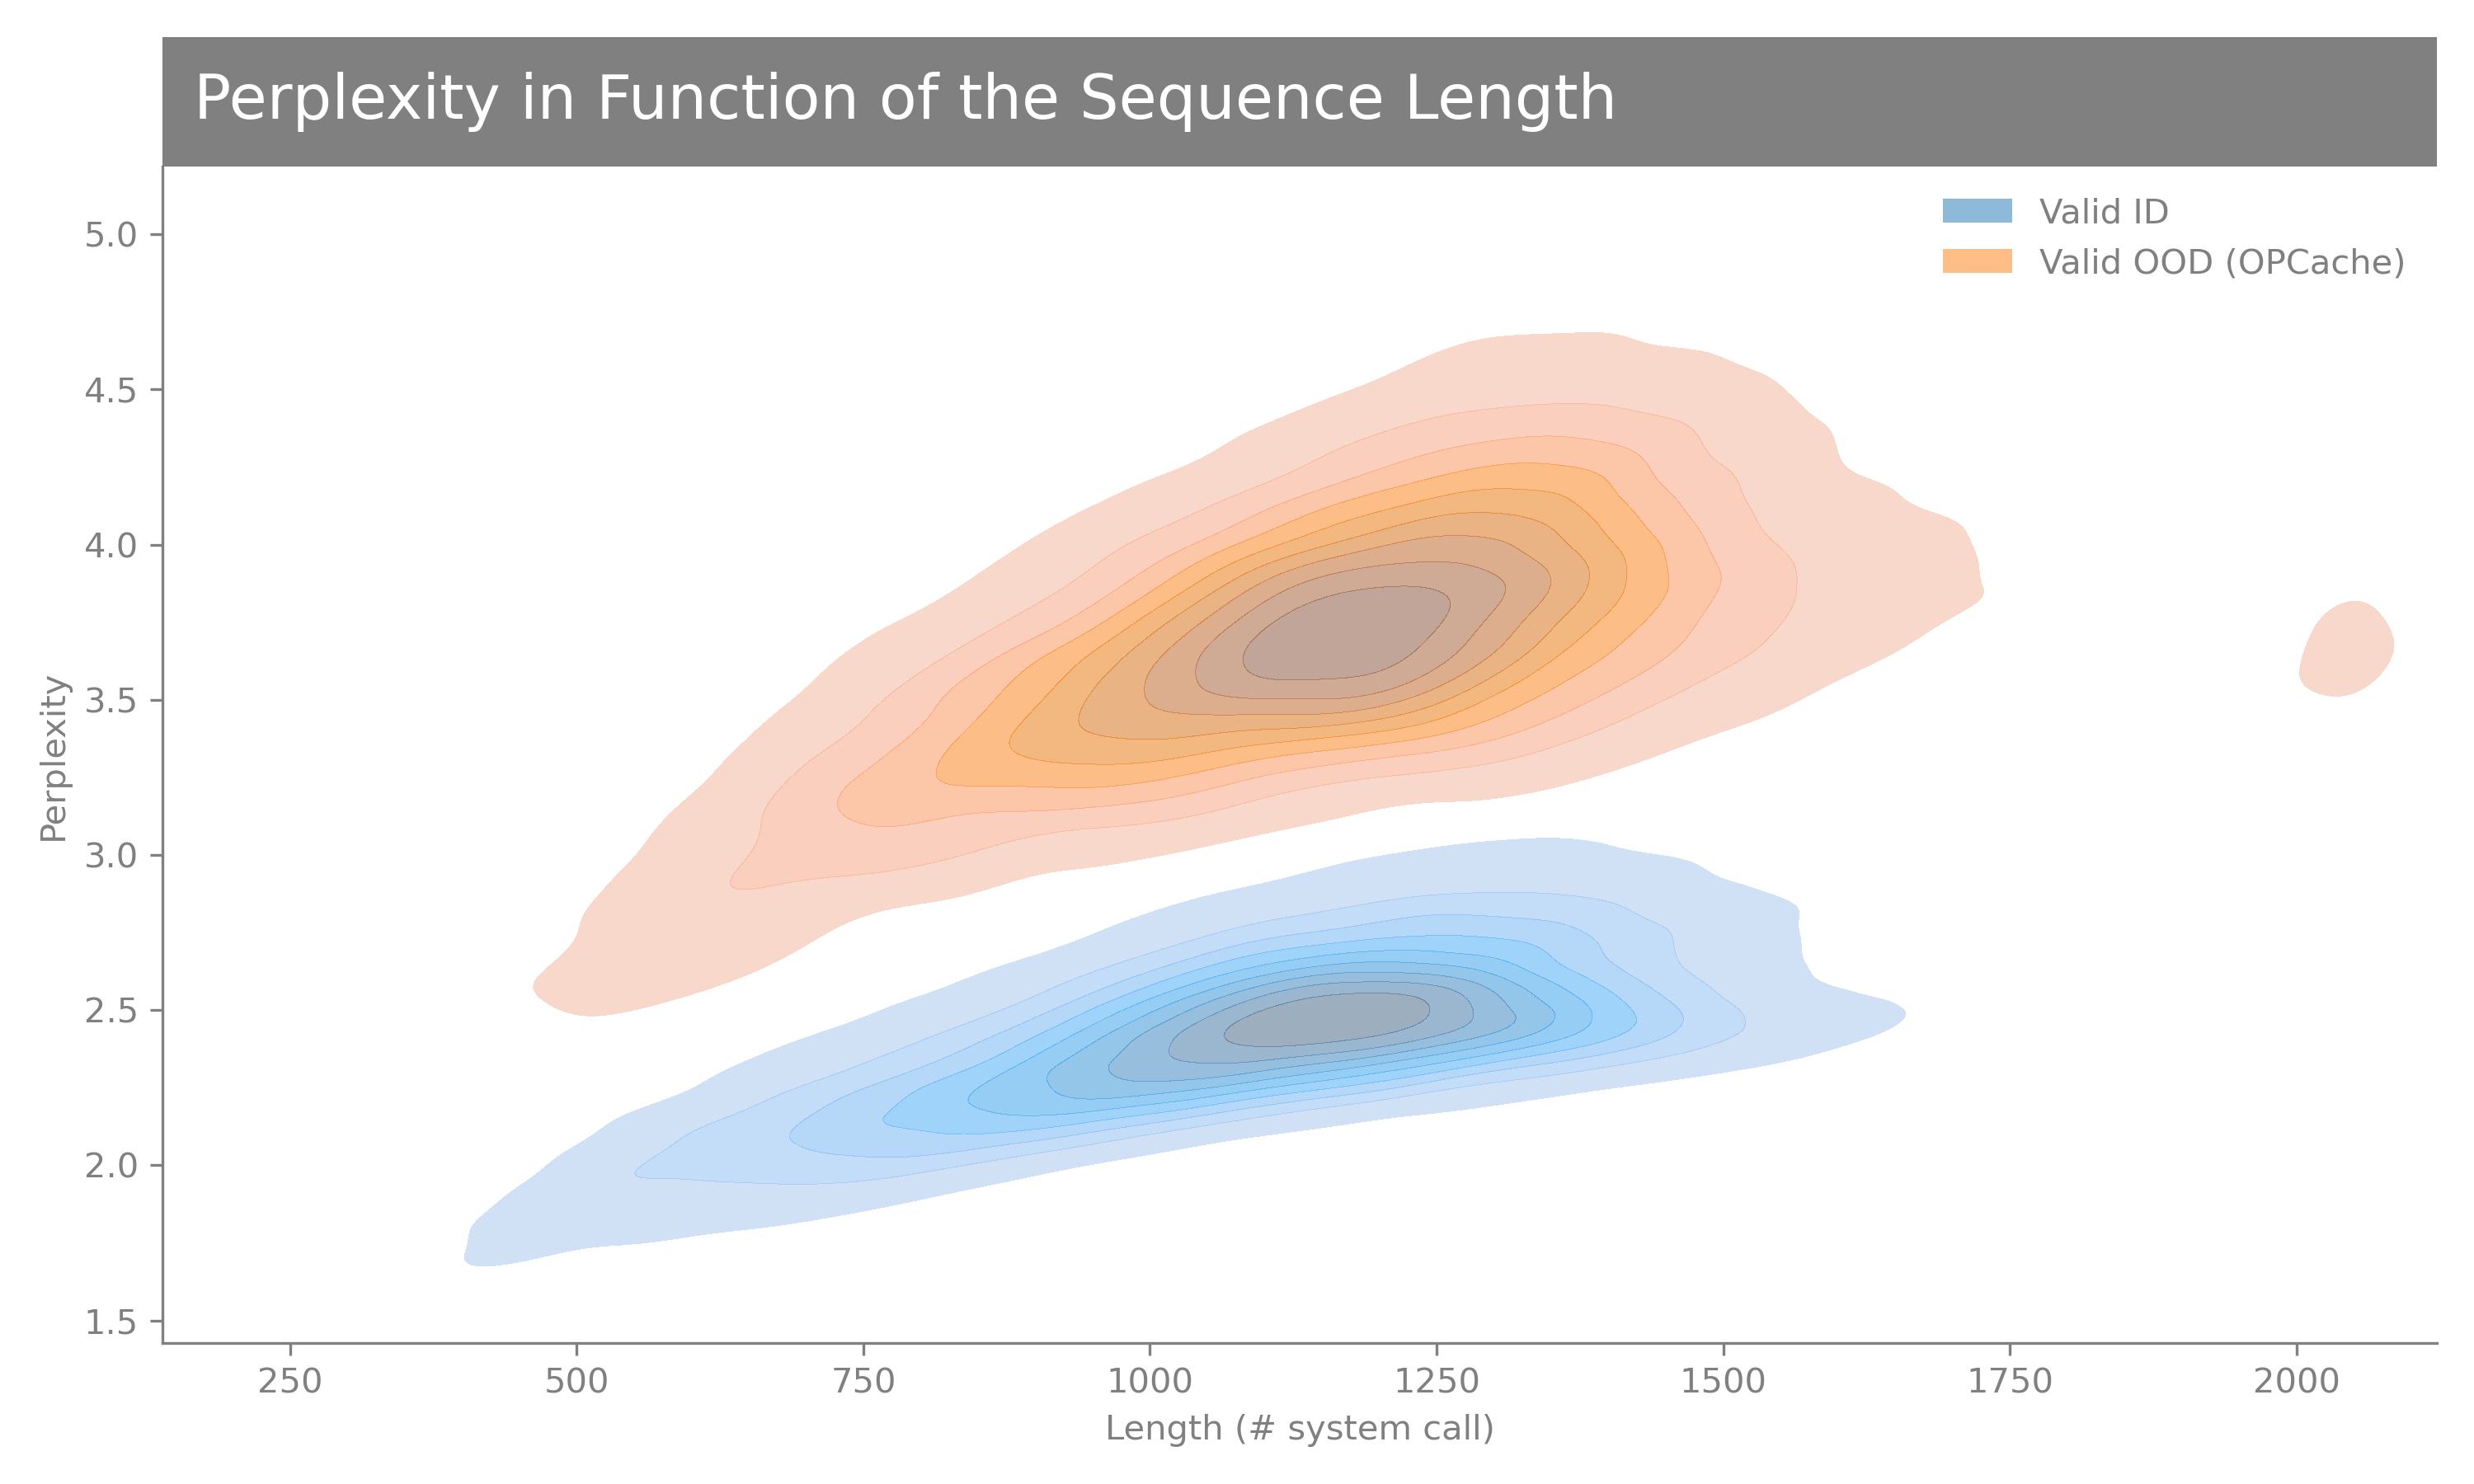 Perplexity in Function of the Sequence Length
Valid ID
Valid OOD (OPCache)
5.0
4.5
4.0
3.5
3.0
2.5
2.0
1.5
Perplexity
250 500 750 1000 1250 1500 1750 2000
Length (# system call)